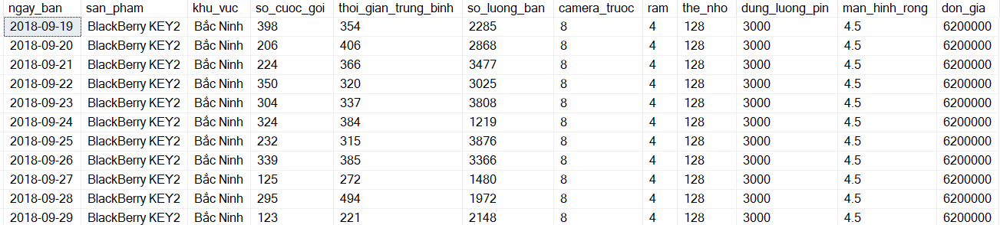 ngay_ban san_pham khu_vuc so_cuoc_goi thoi_gian_trung_binh so_luong_ban camera_truoc ram the_nho dung_luong_pin man_hinh_rong don_gia
2018-09-19 BlackBerry KEY2 Bắc Ninh 398 354 2285 8 4 128 3000 4.5 6200000
2018-09-20 BlackBerry KEY2 Bắc Ninh 206 406 2868 8 4 128 3000 4.5 6200000
2018-09-21 BlackBerry KEY2 Bắc Ninh 224 366 3477 8 4 128 3000 4.5 6200000
2018-09-22 BlackBerry KEY2 Bắc Ninh 350 320 3025 8 4 128 3000 4.5 6200000
2018-09-23 BlackBerry KEY2 Bắc Ninh 304 337 3808 8 4 128 3000 4.5 6200000
2018-09-24 BlackBerry KEY2 Bắc Ninh 324 384 1219 8 4 128 3000 4.5 6200000
2018-09-25 BlackBerry KEY2 Bắc Ninh 232 315 3876 8 4 128 3000 4.5 6200000
2018-09-26 BlackBerry KEY2 Bắc Ninh 339 385 3366 8 4 128 3000 4.5 6200000
2018-09-27 BlackBerry KEY2 Bắc Ninh 125 272 1480 8 4 128 3000 4.5 6200000
2018-09-28 BlackBerry KEY2 Bắc Ninh 295 494 1972 8 4 128 3000 4.5 6200000
2018-09-29 BlackBerry KEY2 Bắc Ninh 123 221 2148 8 4 128 3000 4.5 6200000